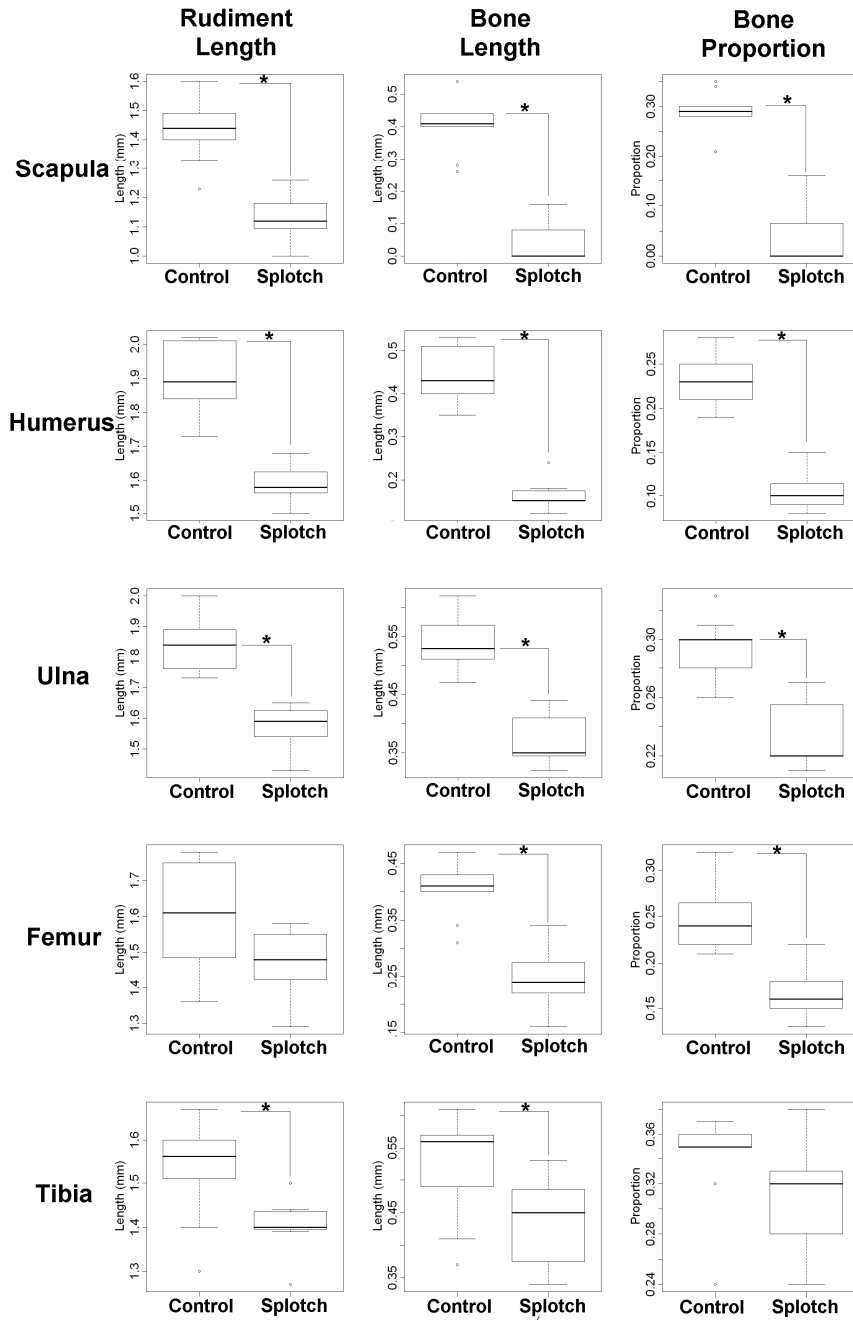 Rudiment Length
Bone Length
Bone Proportion
Scapula
Length (mm)
1.0 1.1 1.2 1.3 1.4 1.5 1.6
*
Control Splotch
Length (mm)
0.0 0.1 0.2 0.3 0.4 0.5
*
Control Splotch
Proportion
0.00 0.10 0.20 0.30
*
Control Splotch
Humerus
Length (mm)
1.5 1.6 1.7 1.8 1.9 2.0
*
Control Splotch
Length (mm)
0.2 0.3 0.4 0.5
*
Control Splotch
Proportion
0.10 0.15 0.20 0.25
*
Control Splotch
Ulna
Length (mm)
1.5 1.6 1.7 1.8 1.9 2.0
*
Control Splotch
Length (mm)
0.35 0.45 0.55
*
Control Splotch
Proportion
0.22 0.26 0.30
*
Control Splotch
Femur
Length (mm)
1.3 1.4 1.5 1.6 1.7
Control Splotch
Length (mm)
.15 0.25 0.35 0.45
*
Control Splotch
Proportion
0.15 0.20 0.25 0.30
*
Control Splotch
Tibia
Length (mm)
1.3 1.4 1.5 1.6
*
Control Splotch
Length (mm)
0.35 0.45 0.55
*
Control Splotch
Proportion
0.24 0.28 0.32 0.36
Control Splotch